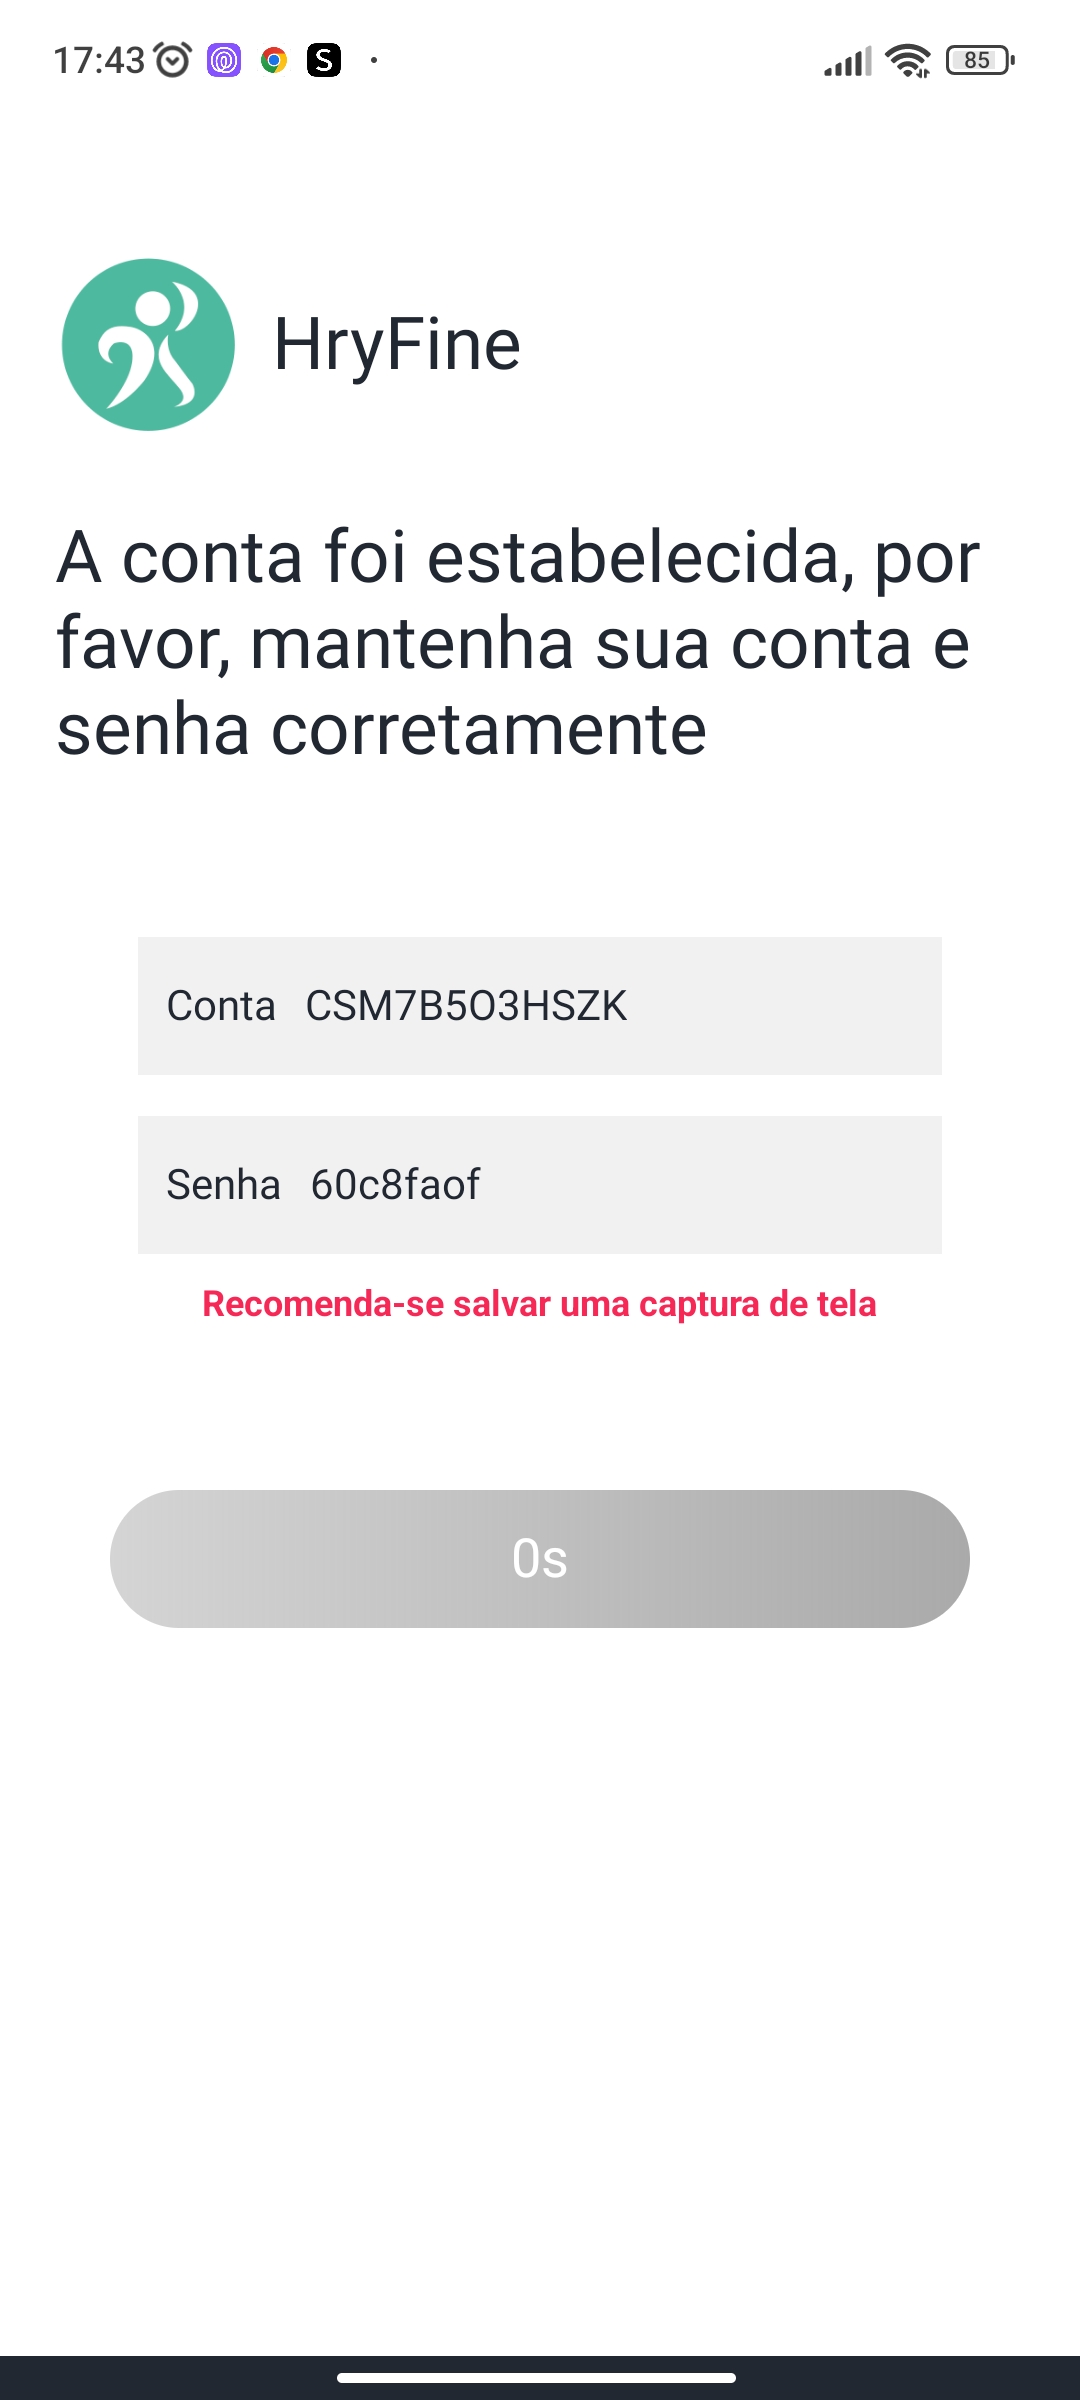 17:43 S
85
HryFine
A conta foi estabelecida, por
favor, mantenha sua conta e
senha corretamente
Conta CSM7B5O3HSZK
Senha 60c8faof
Recomenda-se salvar uma captura de tela
0s